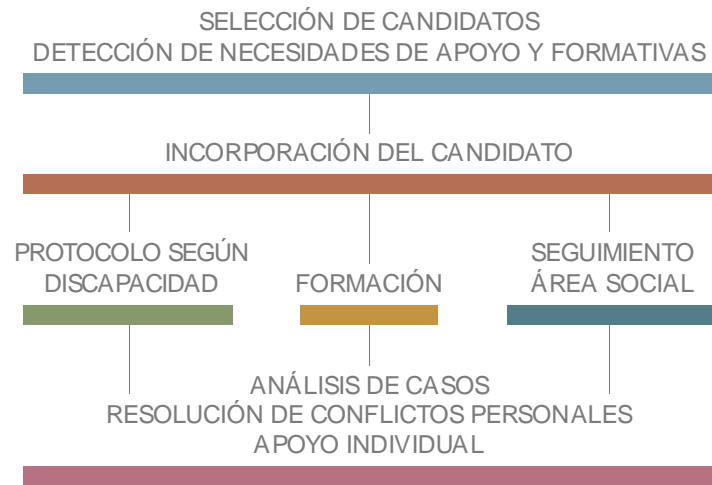 SELECCIÓN DE CANDIDATOS
DETECCIÓN DE NECESIDADES DE APOYO Y FORMATIVAS
INCORPORACIÓN DEL CANDIDATO
PROTOCOLO SEGÚN
DISCAPACIDAD
FORMACIÓN
SEGUIMIENTO
ÁREA SOCIAL
ANÁLISIS DE CASOS
RESOLUCIÓN DE CONFLICTOS PERSONALES
APOYO INDIVIDUAL